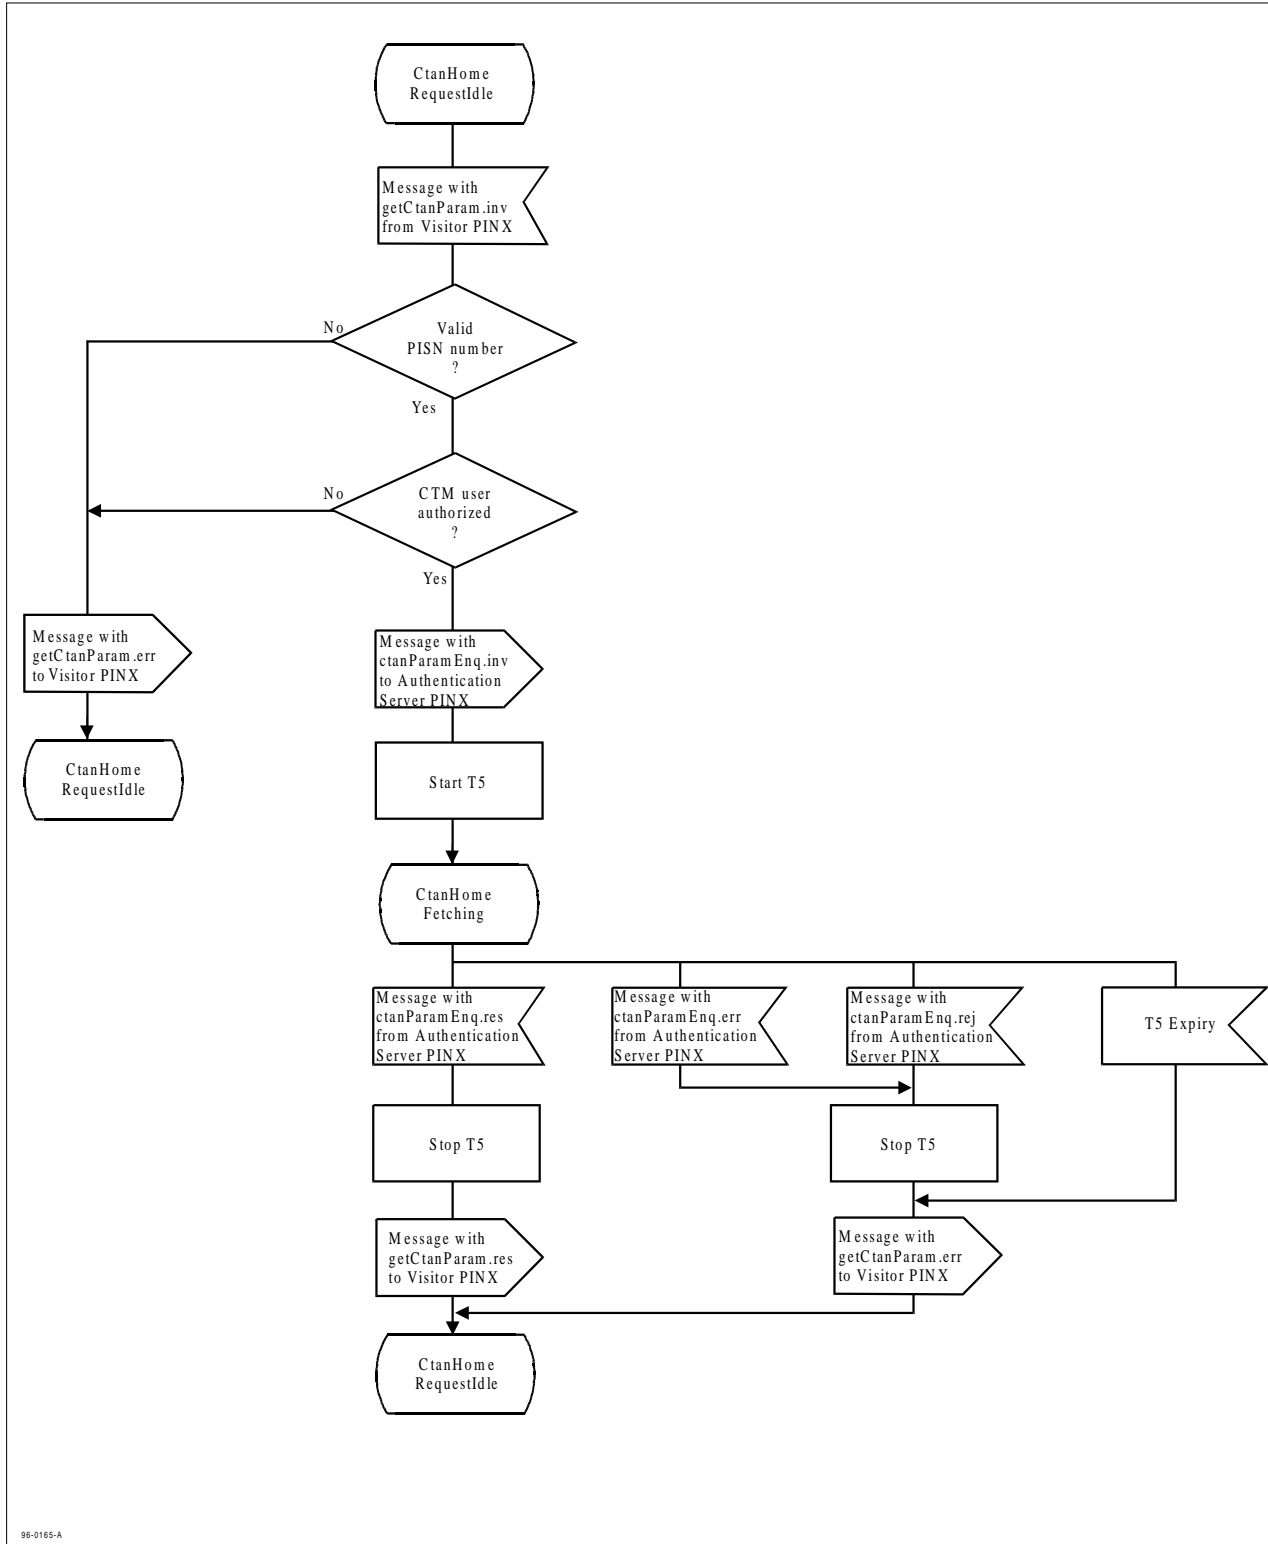 CtanHome
RequestIdle
Message with
getCtanParam.inv
from Visitor PINX
No
Valid
PISN number
?
Yes
No
CTM user
authorized
?
Yes
Message with
getCtanParam.err
to Visitor PINX
Message with
ctanParamEnq.inv
to Authentication
Server PINX
CtanHome
RequestIdle
Start T5
CtanHome
Fetching
Message with
ctanParamEnq.res
from Authentication
Server PINX
Message with
ctanParamEnq.err
from Authentication
Server PINX
Message with
ctanParamEnq.rej
from Authentication
Server PINX
T5 Expiry
Stop T5
Stop T5
Message with
getCtanParam.res
to Visitor PINX
Message with
getCtanParam.err
to Visitor PINX
CtanHome
RequestIdle
96-0165-A